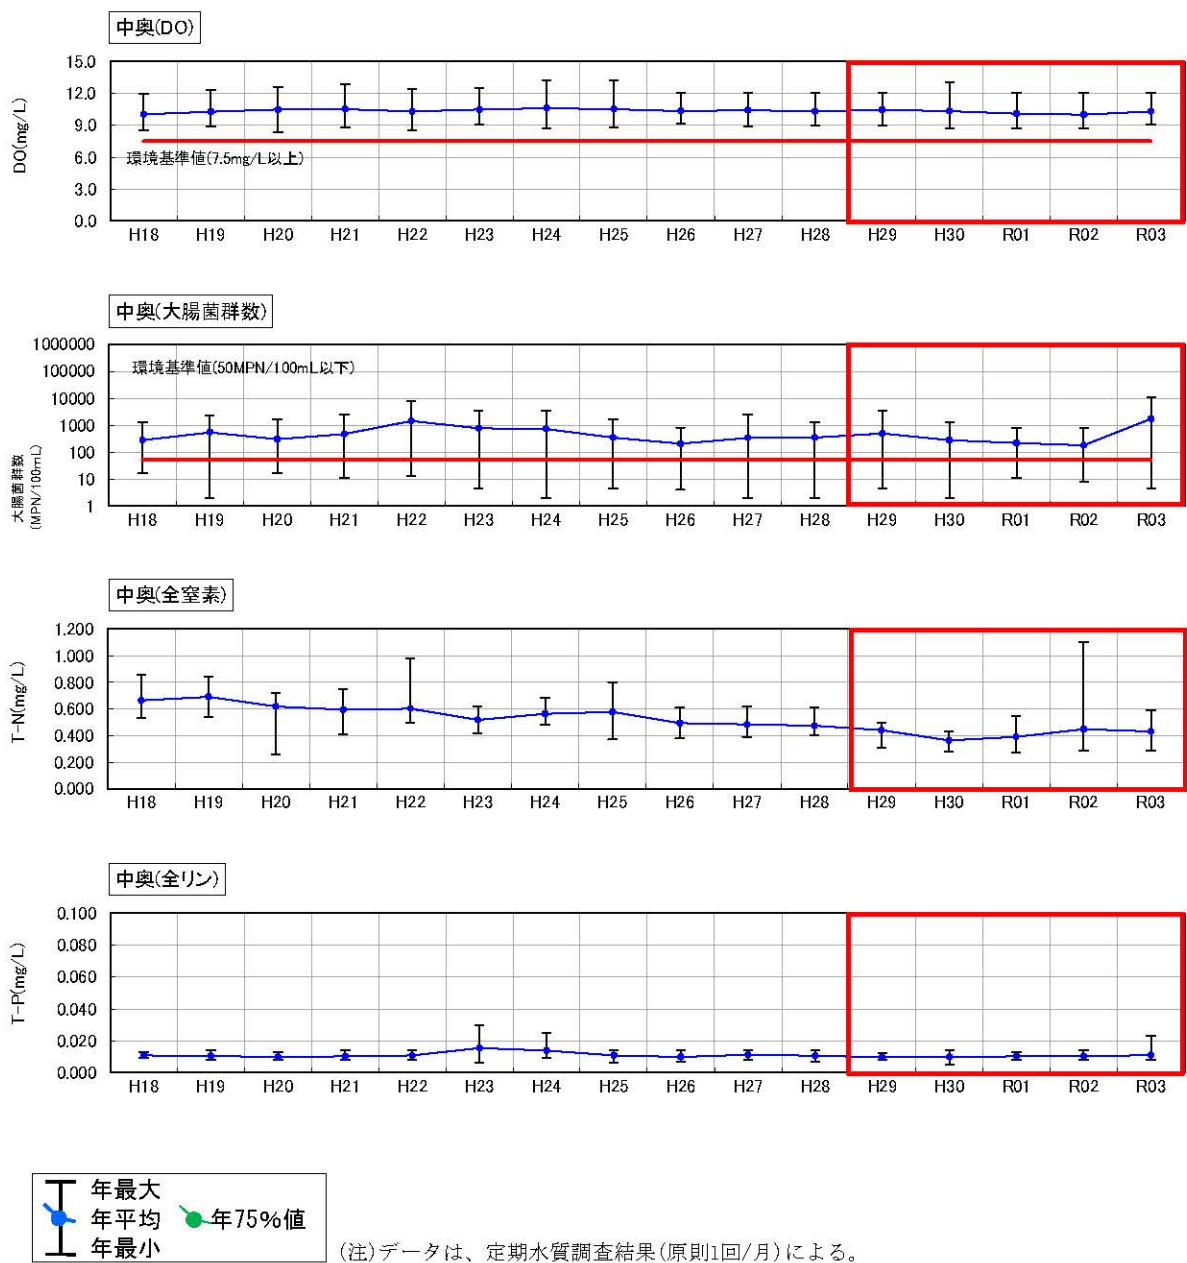 中奥(DO)
15.0
12.0
9.0
6.0
3.0
0.0
DO(mg/L)
環境基準値(7.5mg/L以上)
H18 H19 H20 H21 H22 H23 H24 H25 H26 H27 H28 H29 H30 R01 R02 R03
中奥(大腸菌群数)
1000000
100000
10000
1000
100
10
1
大腸菌群数
(MPN/100mL)
環境基準値(50MPN/100mL以下)
H18 H19 H20 H21 H22 H23 H24 H25 H26 H27 H28 H29 H30 R01 R02 R03
中奥(全窒素)
1.200
1.000
0.800
0.600
0.400
0.200
0.000
T-N(mg/L)
H18 H19 H20 H21 H22 H23 H24 H25 H26 H27 H28 H29 H30 R01 R02 R03
中奥(全リン)
0.100
0.080
0.060
0.040
0.020
0.000
T-P(mg/L)
H18 H19 H20 H21 H22 H23 H24 H25 H26 H27 H28 H29 H30 R01 R02 R03
年最大
年平均 年75%値
年最小
(注)データは、定期水質調査結果(原則1回/月)による。